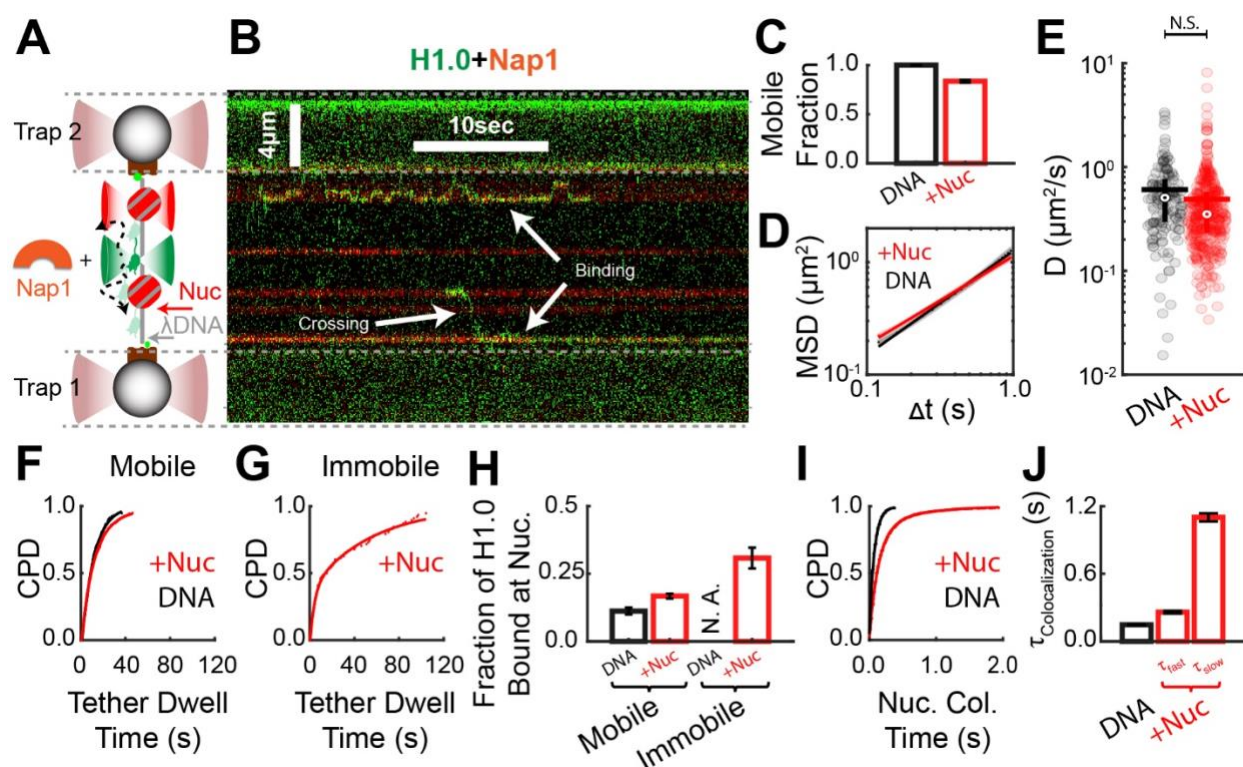 A
Trap 2
Nap1
+
Nuc
λDNA
Trap 1
B
H1.0+Nap1
4μm
10sec
Binding
Crossing
C
Mobile
Fraction
1.0
0.5
0.0
DNA
+Nuc
D
MSD (μm²)
10⁰
10⁻¹
+Nuc
DNA
0.1
1.0
Δt (s)
E
N.S.
D (μm²/s)
10¹
10⁰
10⁻¹
10⁻²
DNA
+Nuc
F
Mobile
CPD
1.0
0.5
0.0
+Nuc
DNA
0 40 80 120
Tether Dwell
Time (s)
G
Immobile
CPD
1.0
0.5
0.0
+Nuc
0 40 80 120
Tether Dwell
Time (s)
H
Fraction of H1.0
Bound at Nuc.
0.5
0.25
0.0
N. A.
DNA
+Nuc
DNA
+Nuc
Mobile
Immobile
I
CPD
1.0
0.5
0.0
+Nuc
DNA
0.0 1.0 2.0
Nuc. Col.
Time (s)
J
τColocalization (s)
1.2
0.6
0.0
τfast
τslow
DNA
+Nuc